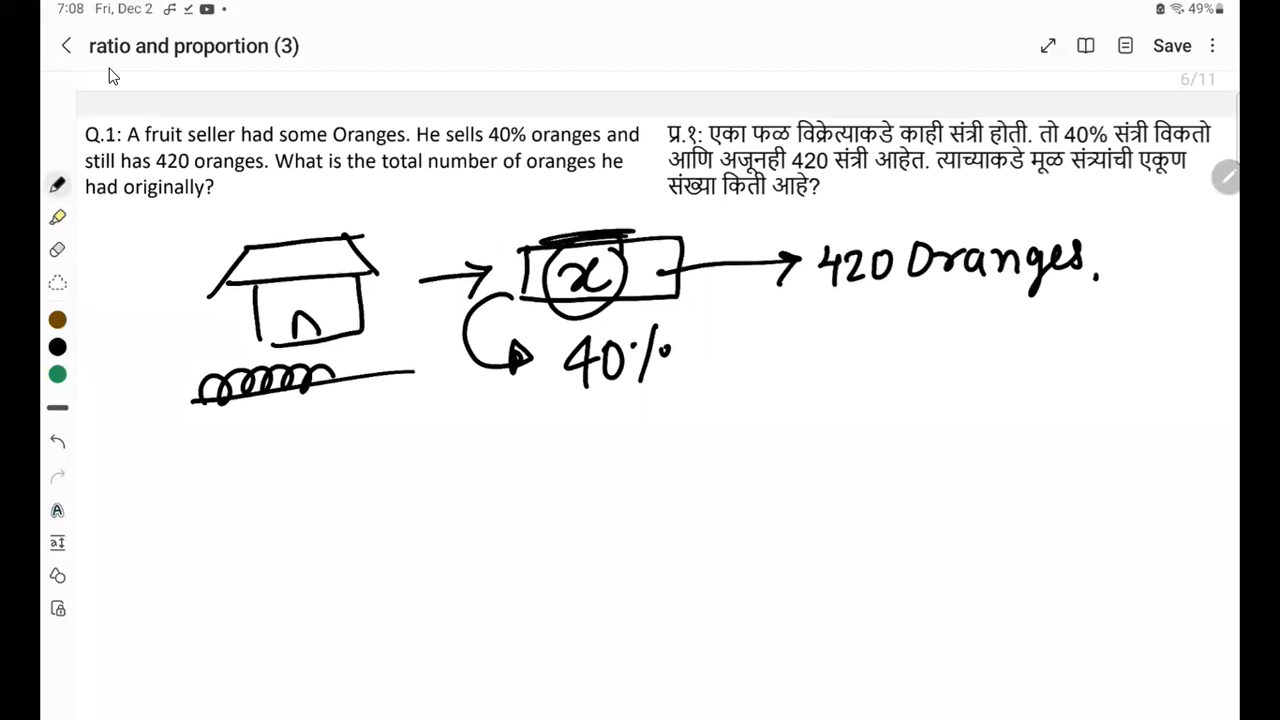 7:08 Fri, Dec 2
49%
ratio and proportion (3)
Save
6/11
Q.1: A fruit seller had some Oranges. He sells 40% oranges and
still has 420 oranges. What is the total number of oranges he
had originally?
प्र.१: एका फळ विक्रेत्याकडे काही संत्री होती. तो 40% संत्री विकतो
आणि अजूनही 420 संत्री आहेत. त्याच्याकडे मूळ संत्र्यांची एकूण
संख्या किती आहे?
x
420 Oranges.
40%